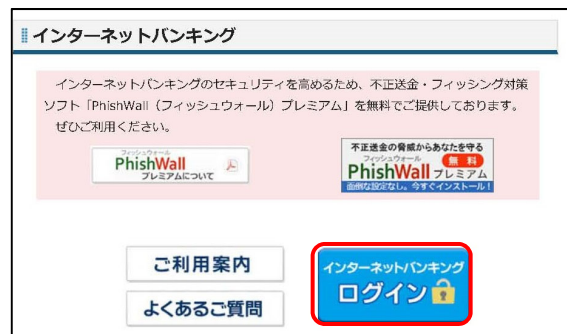 インターネットバンキング
インターネットバンキングのセキュリティを高めるため、不正送金・フィッシング対策
ソフト「PhishWall（フィッシュウォール）プレミアム」を無料でご提供しております。
ぜひご利用ください。
フィッシュウォール
PhishWall
プレミアムについて
不正送金の脅威からあなたを守る
フィッシュウォール 無料
PhishWall プレミアム
面倒な設定なし。今すぐインストール！
ご利用案内
よくあるご質問
インターネットバンキング
ログイン